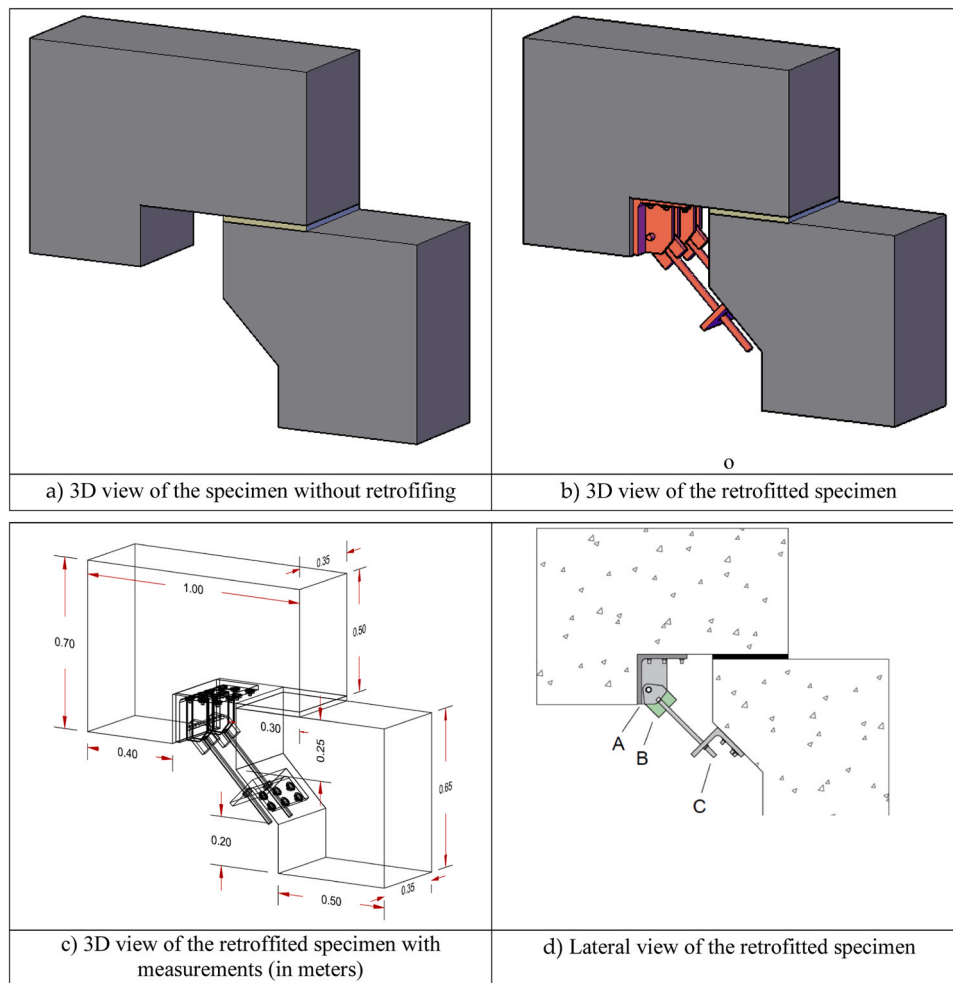 o
a) 3D view of the specimen without retrofifing
b) 3D view of the retrofitted specimen
0.35
1.00
0.70
0.50
0.30
0.25
0.40
0.65
0.20
0.35
0.50
A
B
C
c) 3D view of the retroffited specimen with
measurements (in meters)
d) Lateral view of the retrofitted specimen